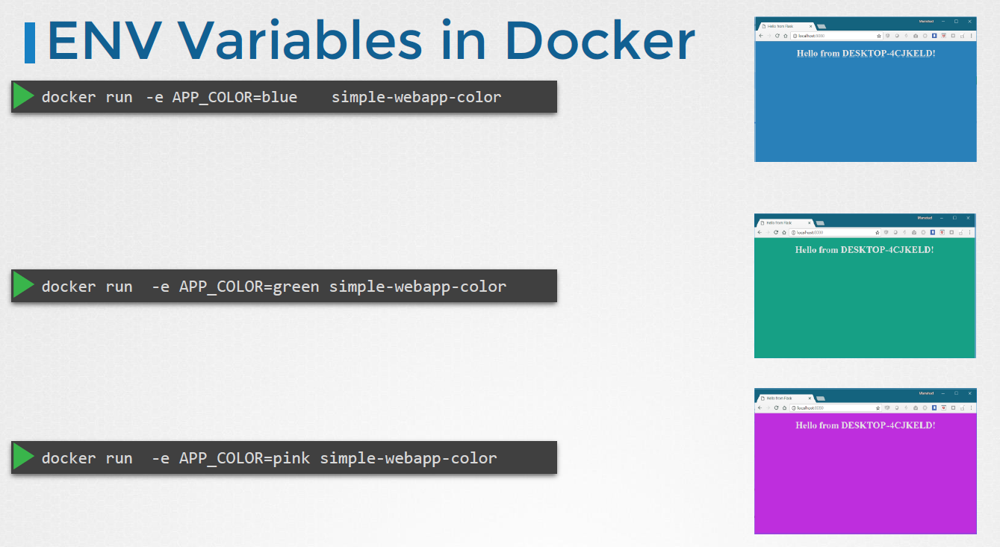 ENV Variables in Docker
docker run -e APP_COLOR=blue simple-webapp-color
Hello from Flask
localhost:8080
Hello from DESKTOP-4CJKELD!
docker run -e APP_COLOR=green simple-webapp-color
Hello from Flask
localhost:8080
Hello from DESKTOP-4CJKELD!
docker run -e APP_COLOR=pink simple-webapp-color
Hello from Flask
localhost:8080
Hello from DESKTOP-4CJKELD!